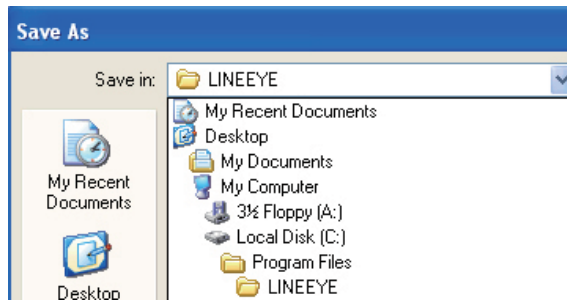 Save As
Save in:
LINEEYE
My Recent Documents
Desktop
My Documents
My Computer
3½ Floppy (A:)
Local Disk (C:)
Program Files
LINEEYE
My Recent
Documents
Desktop